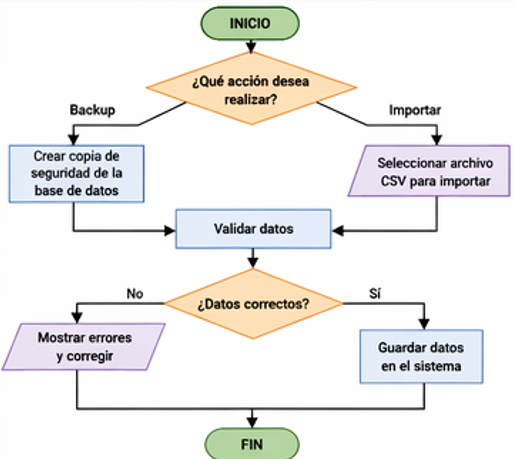 INICIO
¿Qué acción desea
realizar?
Backup
Importar
Crear copia de
seguridad de la
base de datos
Seleccionar archivo
CSV para importar
Validar datos
¿Datos correctos?
No
Sí
Mostrar errores
y corregir
Guardar datos
en el sistema
FIN